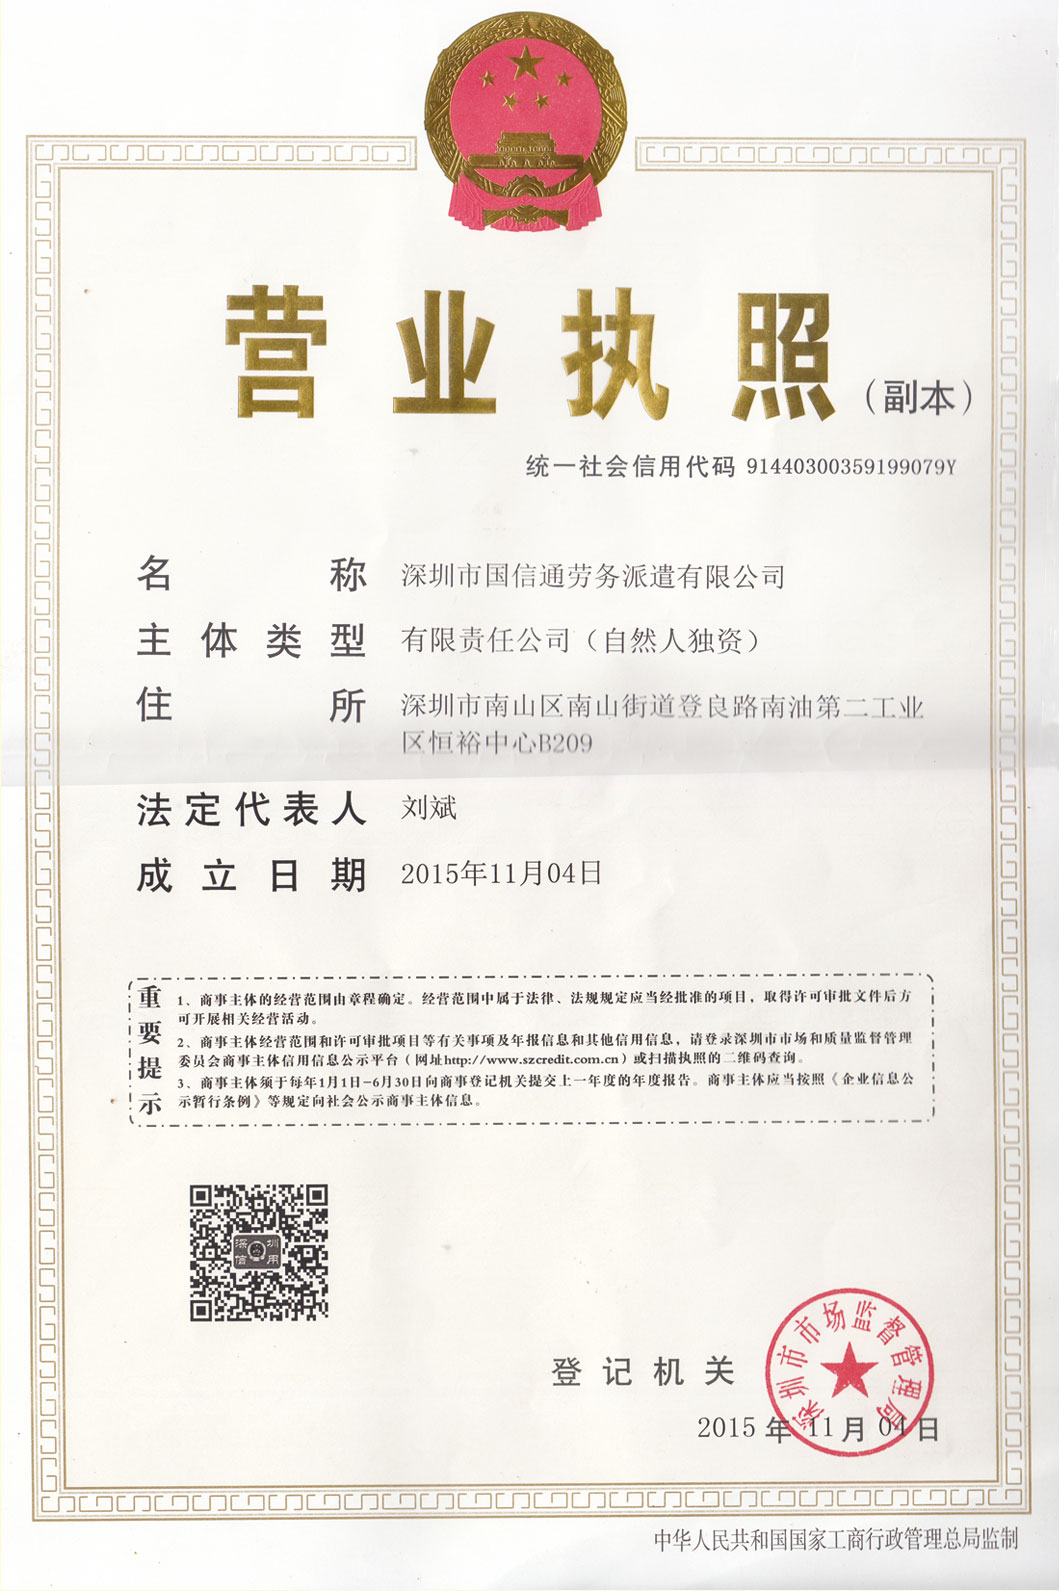 营业执照（副本）
统一社会信用代码 91440300359199079Y
名称 深圳市国信通劳务派遣有限公司
主体类型 有限责任公司（自然人独资）
住所 深圳市南山区南山街道登良路南油第二工业
区恒裕中心B209
法定代表人 刘斌
成立日期 2015年11月04日
重要提示
1、商事主体的经营范围由章程确定。经营范围中属于法律、法规规定应当经批准的项目，取得许可审批文件后方
可开展相关经营活动。
2、商事主体经营范围和许可审批项目等有关事项及年报信息和其他信用信息，请登录深圳市市场和质量监督管理
委员会商事主体信用信息公示平台（网址http://www.szcredit.com.cn）或扫描执照的二维码查询。
3、商事主体须于每年1月1日-6月30日向商事登记机关提交上一年度的年度报告。商事主体应当按照《企业信息公
示暂行条例》等规定向社会公示商事主体信息。
深圳
信用
深圳市市场监督管理局
登记机关
2015年11月04日
中华人民共和国国家工商行政管理总局监制